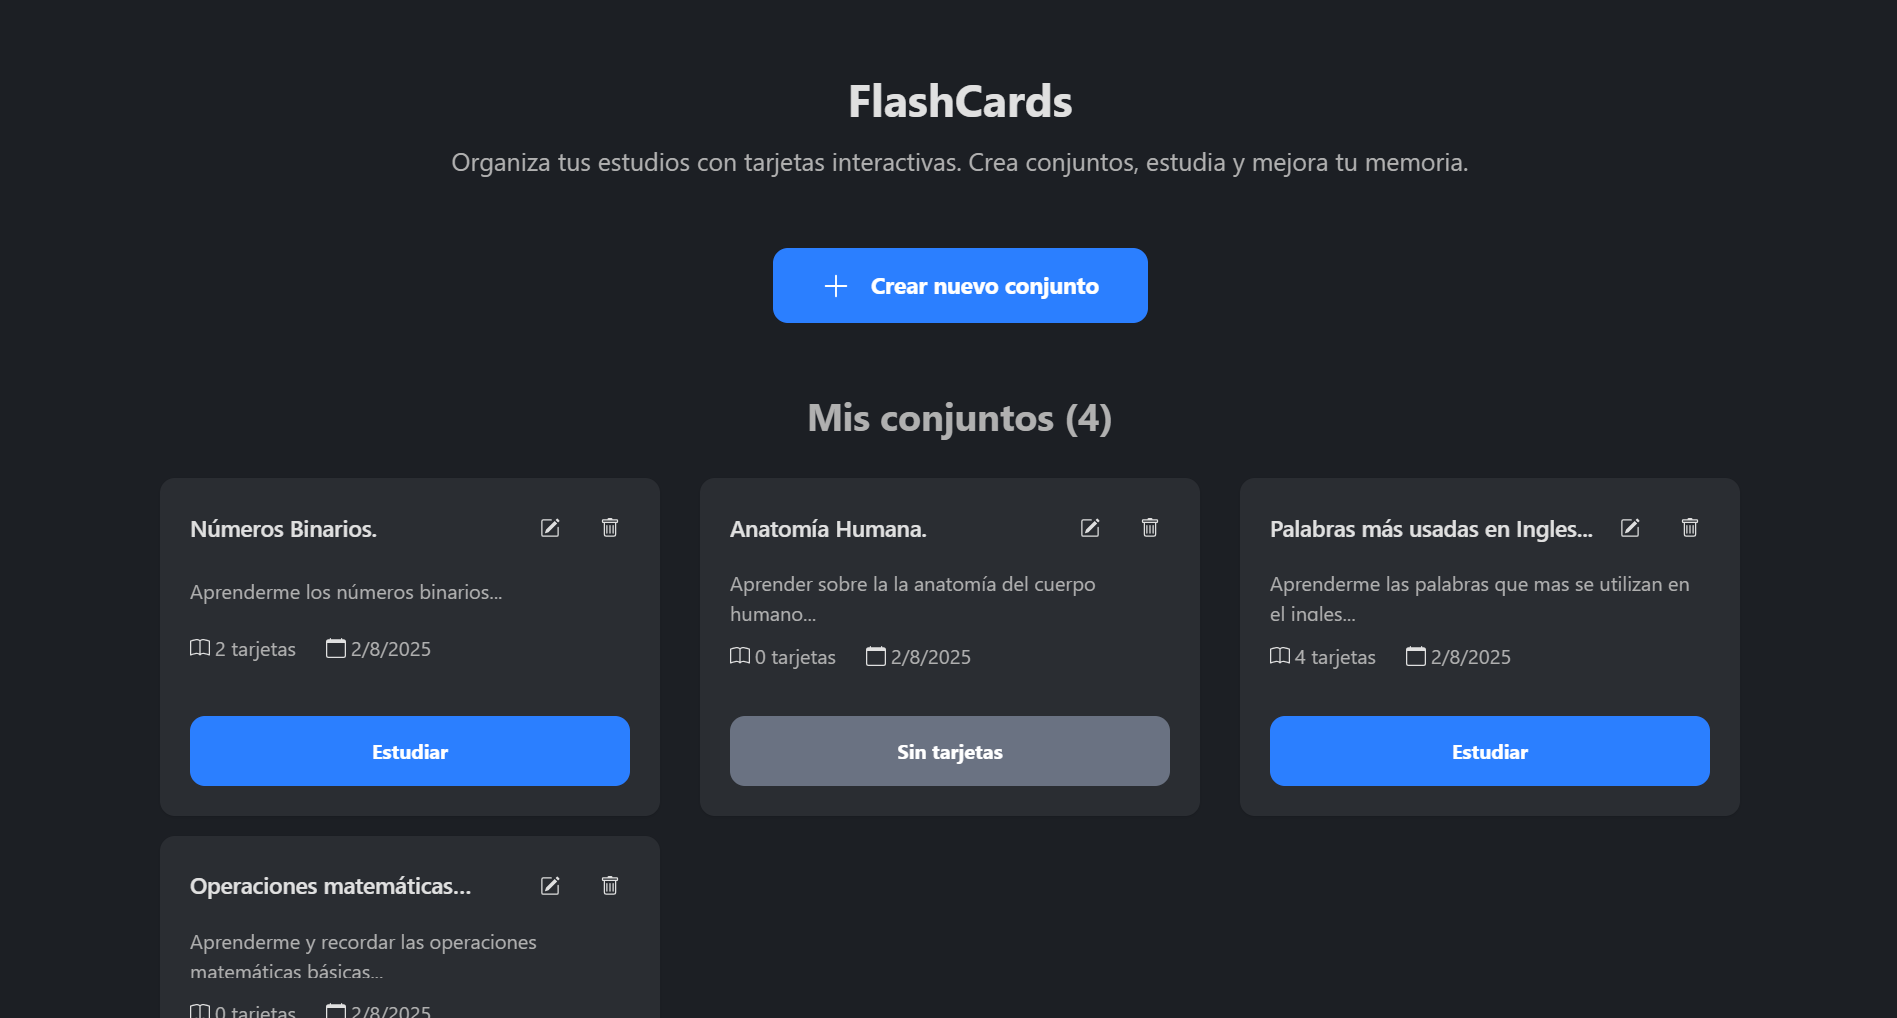 FlashCards
Organiza tus estudios con tarjetas interactivas. Crea conjuntos, estudia y mejora tu memoria.
Crear nuevo conjunto
Mis conjuntos (4)
Números Binarios.
Aprenderme los números binarios...
2 tarjetas 2/8/2025
Estudiar
Anatomía Humana.
Aprender sobre la la anatomía del cuerpo
humano...
0 tarjetas 2/8/2025
Sin tarjetas
Palabras más usadas en Ingles...
Aprenderme las palabras que mas se utilizan en
el ingles...
4 tarjetas 2/8/2025
Estudiar
Operaciones matemáticas...
Aprenderme y recordar las operaciones
matemáticas básicas...
0 tarjetas 2/8/2025